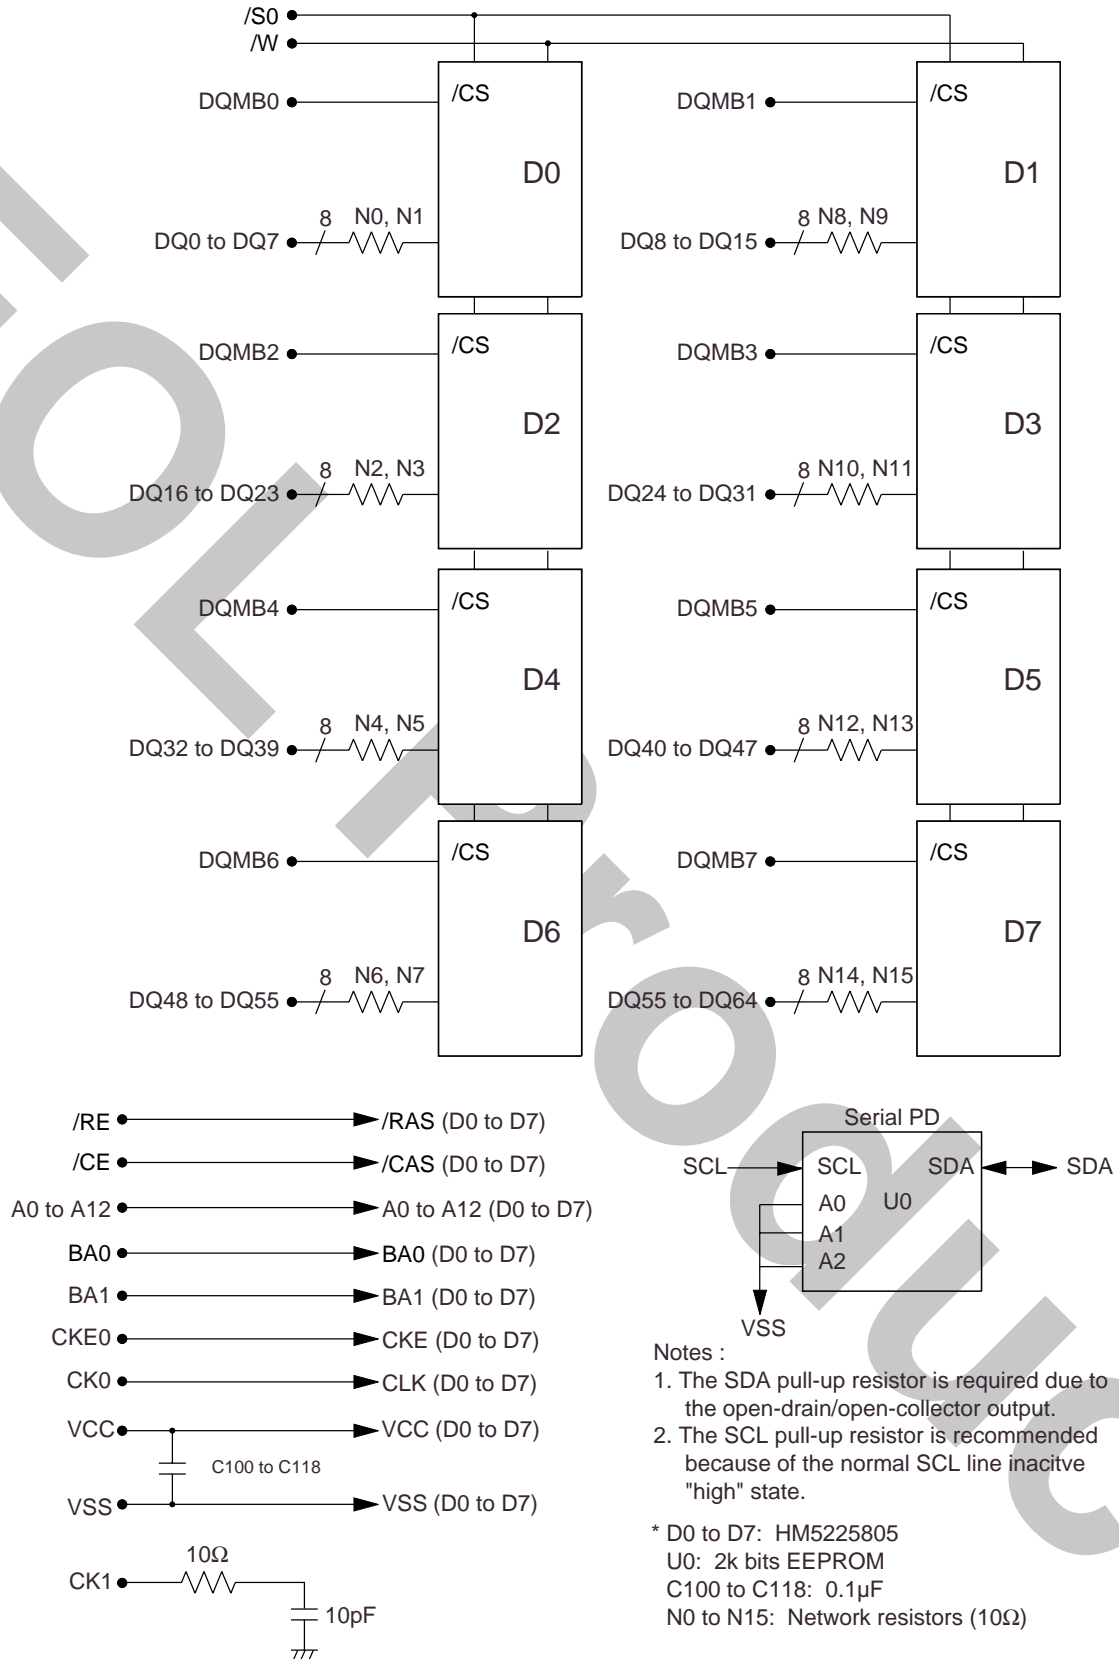 /S0
/W
DQMB0
/CS
DQMB1
/CS
D0
D1
8 N0, N1
DQ0 to DQ7
8 N8, N9
DQ8 to DQ15
DQMB2
/CS
DQMB3
/CS
D2
D3
8 N2, N3
DQ16 to DQ23
8 N10, N11
DQ24 to DQ31
DQMB4
/CS
DQMB5
/CS
D4
D5
8 N4, N5
DQ32 to DQ39
8 N12, N13
DQ40 to DQ47
DQMB6
/CS
DQMB7
/CS
D6
D7
8 N6, N7
DQ48 to DQ55
8 N14, N15
DQ55 to DQ64
/RE /RAS (D0 to D7)
/CE /CAS (D0 to D7)
A0 to A12 A0 to A12 (D0 to D7)
BA0 BA0 (D0 to D7)
BA1 BA1 (D0 to D7)
CKE0 CKE (D0 to D7)
CK0 CLK (D0 to D7)
VCC VCC (D0 to D7)
C100 to C118
VSS VSS (D0 to D7)
10Ω
CK1
10pF
Serial PD
SCL SCL SDA SDA
A0 U0
A1
A2
VSS
Notes :
1. The SDA pull-up resistor is required due to
the open-drain/open-collector output.
2. The SCL pull-up resistor is recommended
because of the normal SCL line inacitve
"high" state.
* D0 to D7: HM5225805
U0: 2k bits EEPROM
C100 to C118: 0.1µF
N0 to N15: Network resistors (10Ω)
EOL Produc